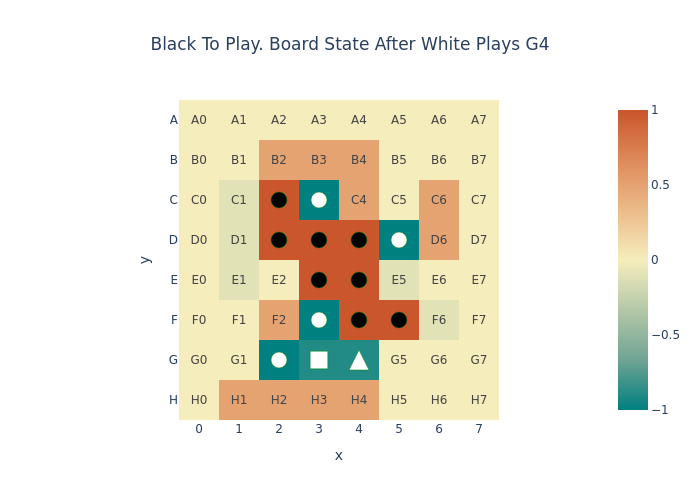 Black To Play. Board State After White Plays G4
A A0 A1 A2 A3 A4 A5 A6 A7
B B0 B1 B2 B3 B4 B5 B6 B7
C C0 C1 C4 C5 C6 C7
D D0 D1 D6 D7
E E0 E1 E2 E5 E6 E7
F F0 F1 F2 F6 F7
G G0 G1 G5 G6 G7
H H0 H1 H2 H3 H4 H5 H6 H7
0 1 2 3 4 5 6 7
x
y
1
0.5
0
−0.5
−1